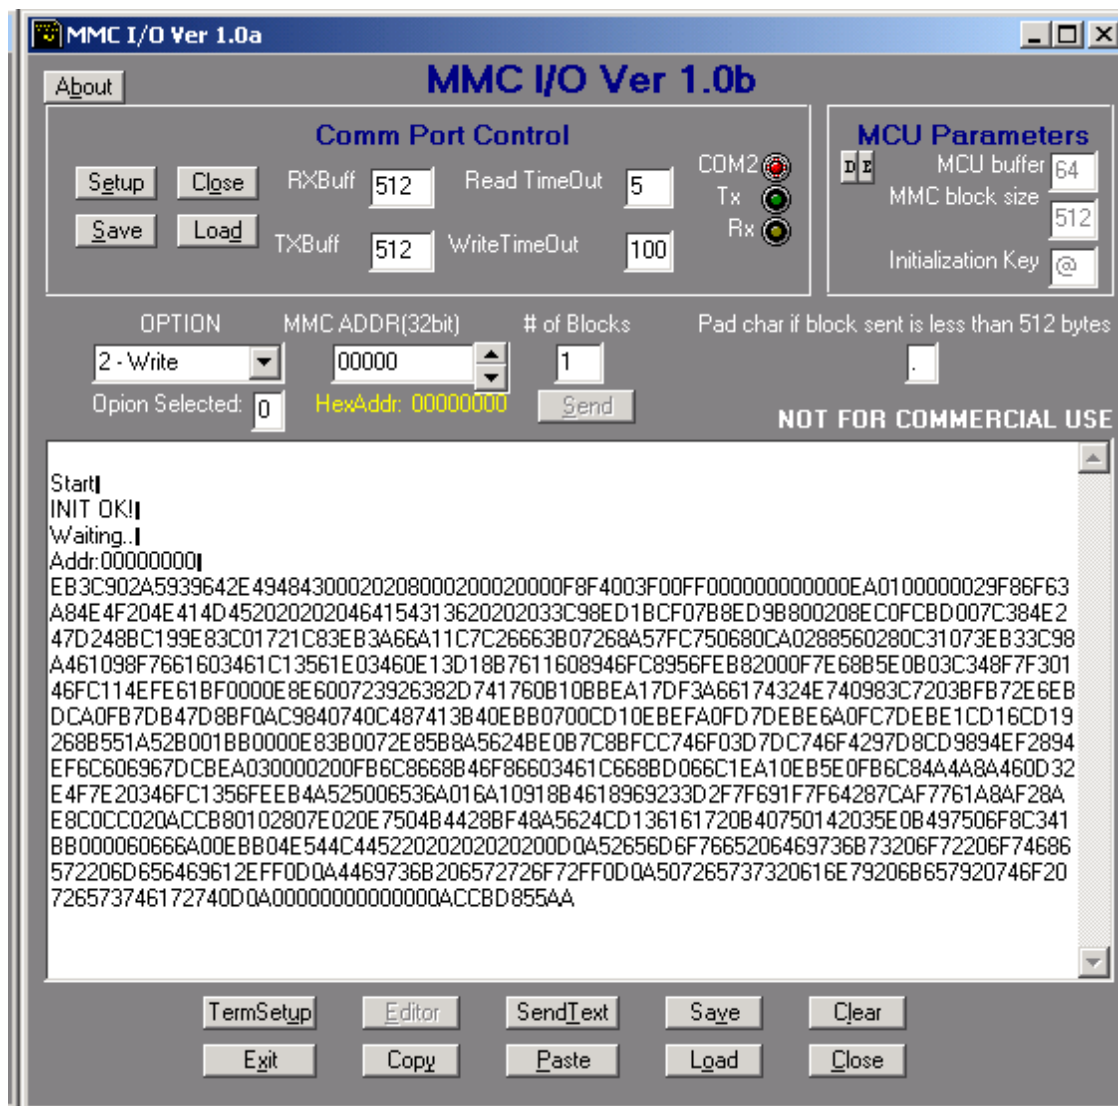 MMC I/O Ver 1.0a
About
MMC I/O Ver 1.0b
Comm Port Control
MCU Parameters
Setup Close RXBuff 512 Read TimeOut 5 COM2
D E MCU buffer 64
Save Load TXBuff 512 WriteTimeOut 100 Tx
Rx
MMC block size 512
Initialization Key @
OPTION MMC ADDR(32bit) # of Blocks Pad char if block sent is less than 512 bytes
2 - Write 00000 1 .
Opion Selected: 0 HexAddr: 00000000 Send
NOT FOR COMMERCIAL USE
Start
INIT OK!
Waiting..
Addr:00000000
EB3C902A5939642E49484300020208000200020000F8F4003F00FF000000000000EA0100000029F86F63
A84E4F204E414D4520202020464154313620202033C98ED1BCF07B8ED9B800208EC0FCBD007C384E2
47D248BC199E83C01721C83EB3A66A11C7C26663B07268A57FC750680CA0288560280C31073EB33C98
A461098F7661603461C13561E03460E13D18B7611608946FC8956FEB82000F7E68B5E0B03C348F7F301
46FC114EFE61BF0000E8E600723926382D741760B10BBEA17DF3A66174324E740983C7203BFB72E6EB
DCA0FB7DB47D8BF0AC9840740C487413B40EBB0700CD10EBEFA0FD7DEBE6A0FC7DEBE1CD16CD19
268B551A52B001BB0000E83B0072E85B8A5624BE0B7C8BFCC746F03D7DC746F4297D8CD9894EF2894
EF6C606967DCBEA030000200FB6C8668B46F86603461C668BD066C1EA10EB5E0FB6C84A4A8A460D32
E4F7E20346FC1356FEEB4A525006536A016A10918B4618969233D2F7F691F7F64287CAF7761A8AF28A
E8C0CC020ACCB80102807E020E7504B4428BF48A5624CD136161720B40750142035E0B497506F8C341
BB000060666A00EBB04E544C44522020202020200D0A52656D6F7665206469736B73206F72206F74686
572206D656469612EFF0D0A4469736B206572726F72FF0D0A507265737320616E79206B657920746F20
726573746172740D0A00000000000000ACCBD855AA
TermSetup Editor SendText Save Clear
Exit Copy Paste Load Close